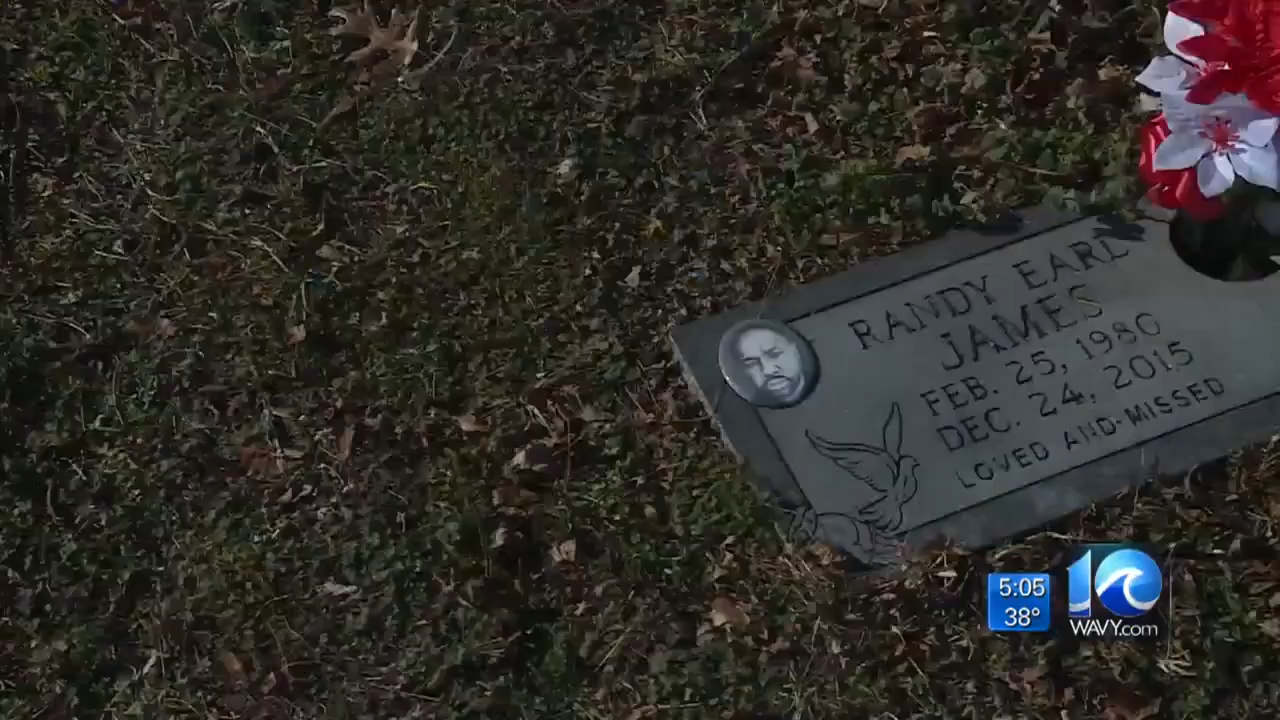 RANDY EARL
JAMES
FEB. 25, 1980
DEC. 24, 2015
LOVED AND MISSED
5:05
38°
10
WAVY.com